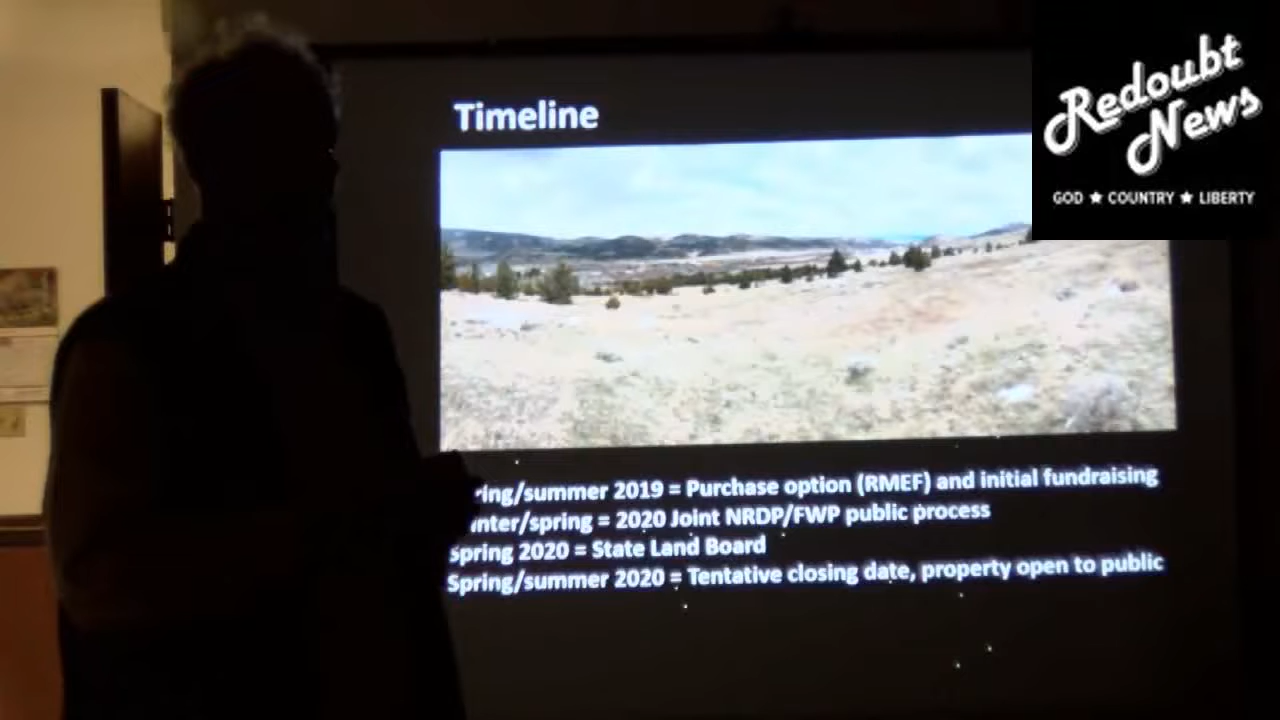 Timeline
Redoubt
News
GOD ★ COUNTRY ★ LIBERTY
ring/summer 2019 = Purchase option (RMEF) and initial fundraising
nter/spring = 2020 Joint NRDP/FWP public process
Spring 2020 = State Land Board
Spring/summer 2020 = Tentative closing date, property open to public